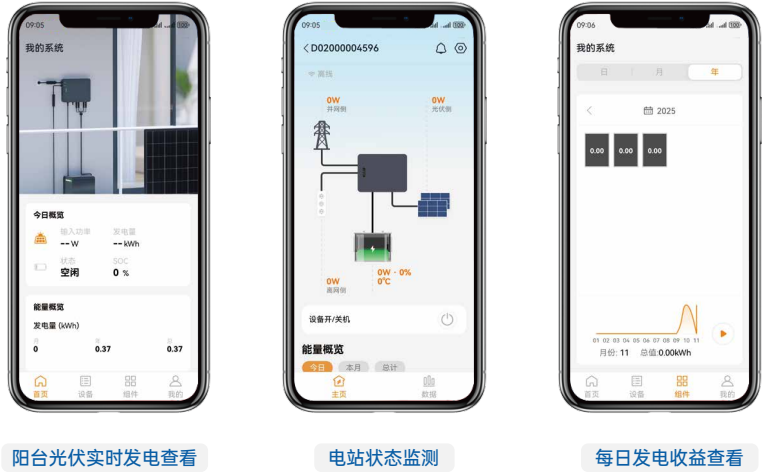 09:05
我的系统
今日概览
输入功率
发电量
--W
--kWh
状态
SOC
空闲
0 %
能量概览
发电量 (kWh)
日
月
0
0.37
0.37
首页
设备
组件
我的
阳台光伏实时发电查看
09:05
D02000004596
离线
0W
并网侧
0W
光伏侧
0W
离网侧
0W · 0%
0°C
设备开/关机
能量概览
今日
本月
总计
主页
数据
电站状态监测
09:06
我的系统
日
月
年
2025
0.00
0.00
0.00
01 02 03 04 05 06 07 08 09 10 11
月份: 11 总值:0.00kWh
首页
设备
组件
我的
每日发电收益查看